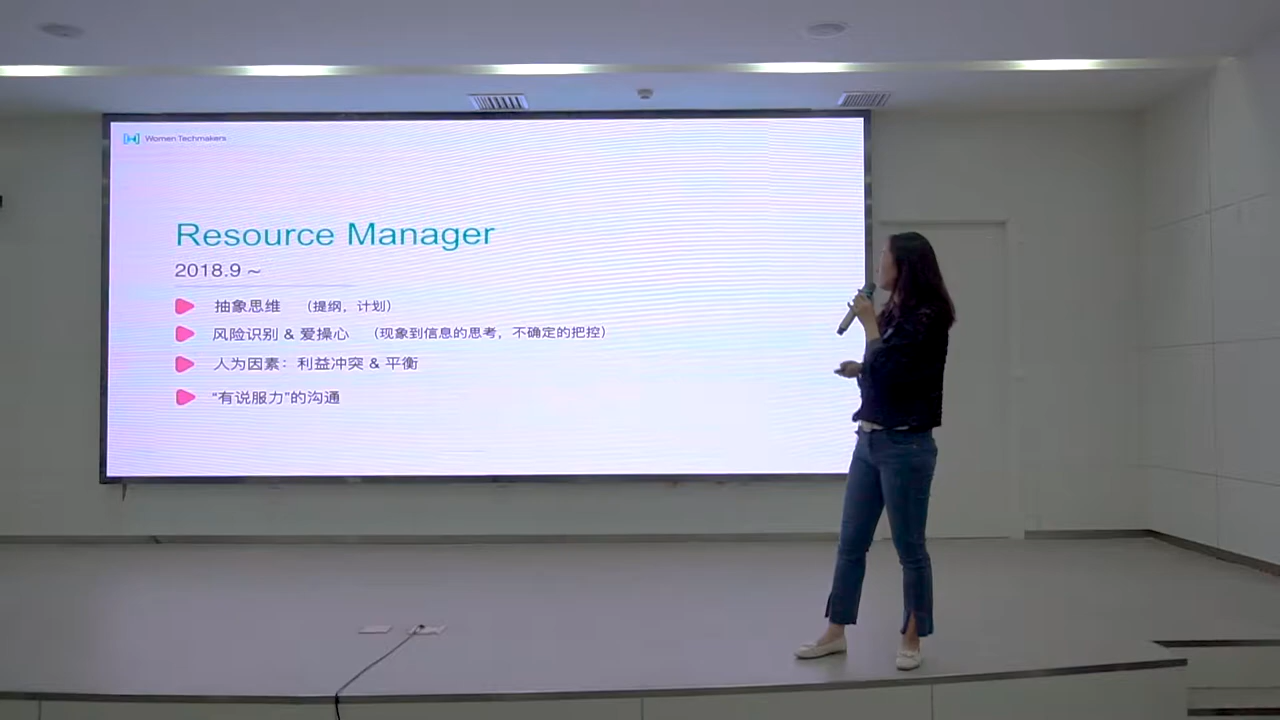 Women Techmakers
Resource Manager
2018.9 ~
抽象思维 （提纲，计划）
风险识别 & 爱操心 （现象到信息的思考，不确定的把控）
人为因素：利益冲突 & 平衡
“有说服力”的沟通